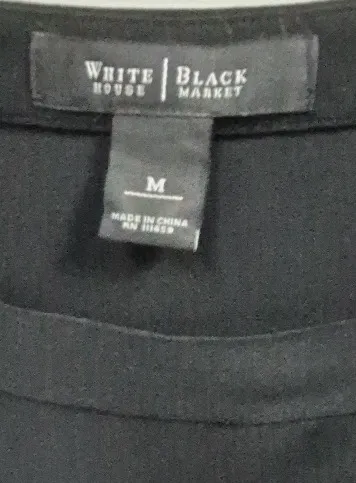 WHITE | BLACK
HOUSE | MARKET
M
MADE IN CHINA
RN 111659